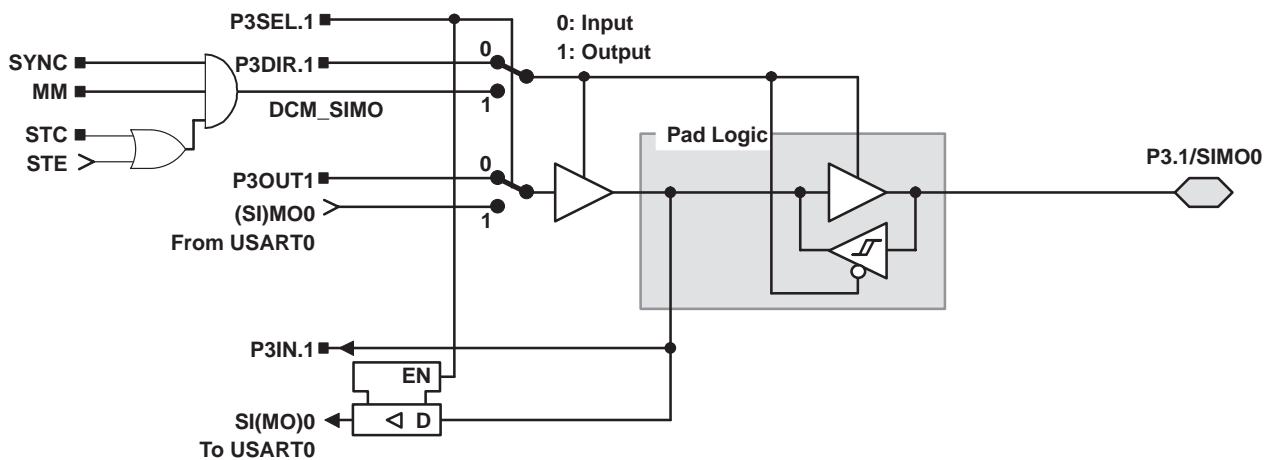 P3SEL.1
0: Input
1: Output
SYNC
P3DIR.1
0
MM
1
DCM_SIMO
STC
STE
Pad Logic
P3.1/SIMO0
0
P3OUT1
(SI)MO0
1
From USART0
P3IN.1
EN
SI(MO)0
D
To USART0